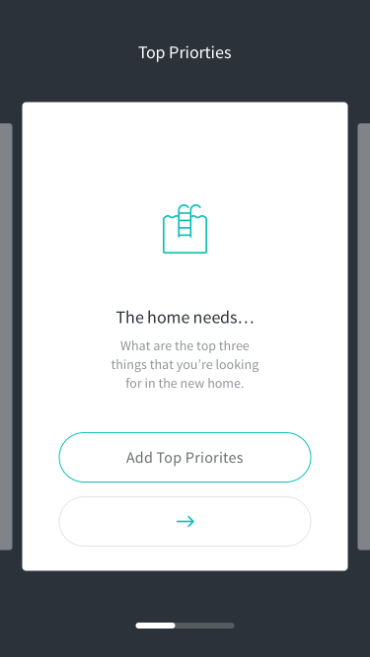 Top Priorties
The home needs...
What are the top three
things that you're looking
for in the new home.
Add Top Priorites